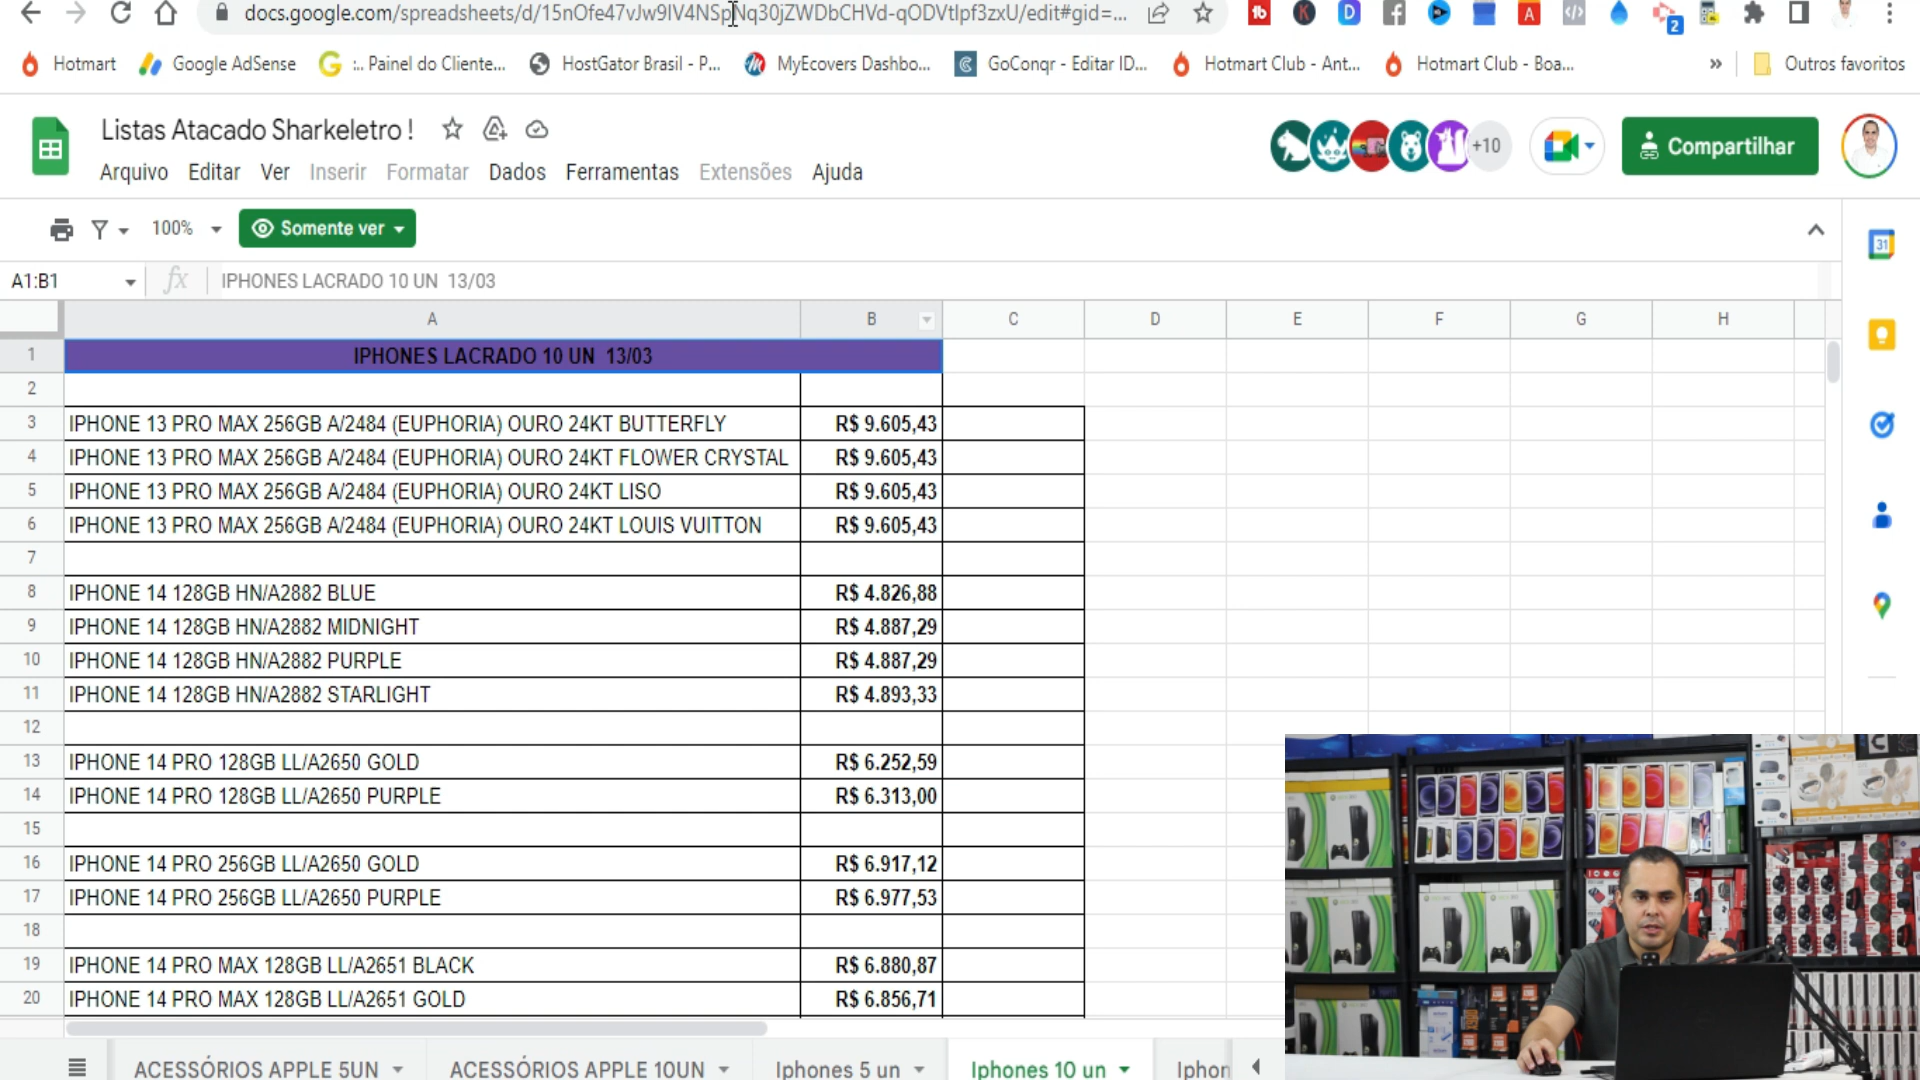 docs.google.com/spreadsheets/d/15nOfe47vJw9IV4NSpNq30jZWDbCHVd-qODVtlpf3zxU/edit#gid=...
Hotmart
Google AdSense
:.. Painel do Cliente...
HostGator Brasil - P...
MyEcovers Dashbo...
GoConqr - Editar ID...
Hotmart Club - Ant...
Hotmart Club - Boa...
»
Outros favoritos
Listas Atacado Sharkeletro !
+10
Compartilhar
Arquivo Editar Ver Inserir Formatar Dados Ferramentas Extensões Ajuda
100%
Somente ver
A1:B1
fx
IPHONES LACRADO 10 UN 13/03
A B C D E F G H
1 IPHONES LACRADO 10 UN 13/03
2
3 IPHONE 13 PRO MAX 256GB A/2484 (EUPHORIA) OURO 24KT BUTTERFLY R$ 9.605,43
4 IPHONE 13 PRO MAX 256GB A/2484 (EUPHORIA) OURO 24KT FLOWER CRYSTAL R$ 9.605,43
5 IPHONE 13 PRO MAX 256GB A/2484 (EUPHORIA) OURO 24KT LISO R$ 9.605,43
6 IPHONE 13 PRO MAX 256GB A/2484 (EUPHORIA) OURO 24KT LOUIS VUITTON R$ 9.605,43
7
8 IPHONE 14 128GB HN/A2882 BLUE R$ 4.826,88
9 IPHONE 14 128GB HN/A2882 MIDNIGHT R$ 4.887,29
10 IPHONE 14 128GB HN/A2882 PURPLE R$ 4.887,29
11 IPHONE 14 128GB HN/A2882 STARLIGHT R$ 4.893,33
12
13 IPHONE 14 PRO 128GB LL/A2650 GOLD R$ 6.252,59
14 IPHONE 14 PRO 128GB LL/A2650 PURPLE R$ 6.313,00
15
16 IPHONE 14 PRO 256GB LL/A2650 GOLD R$ 6.917,12
17 IPHONE 14 PRO 256GB LL/A2650 PURPLE R$ 6.977,53
18
19 IPHONE 14 PRO MAX 128GB LL/A2651 BLACK R$ 6.880,87
20 IPHONE 14 PRO MAX 128GB LL/A2651 GOLD R$ 6.856,71
ACESSÓRIOS APPLE 5UN
ACESSÓRIOS APPLE 10UN
Iphones 5 un
Iphones 10 un
Iphon
31
2